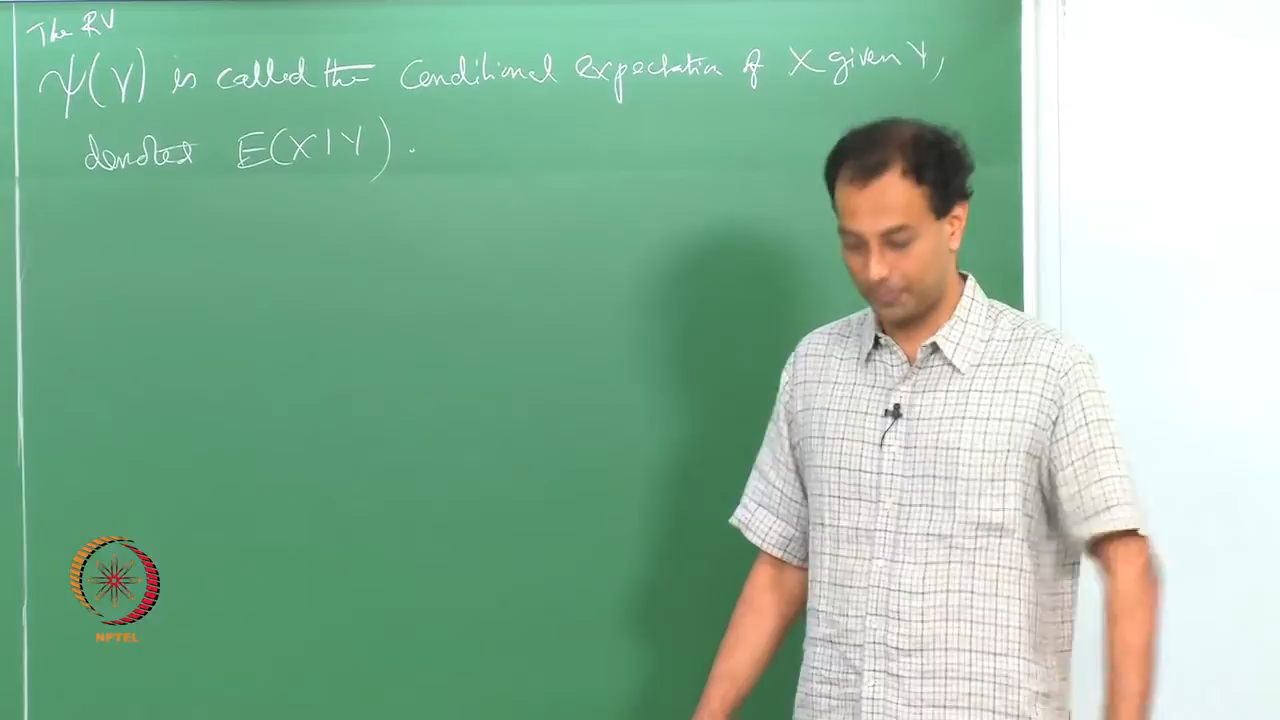 The RV
ψ(Y) is called the Conditional expectation of X given Y,
denoted E(X|Y).
NPTEL